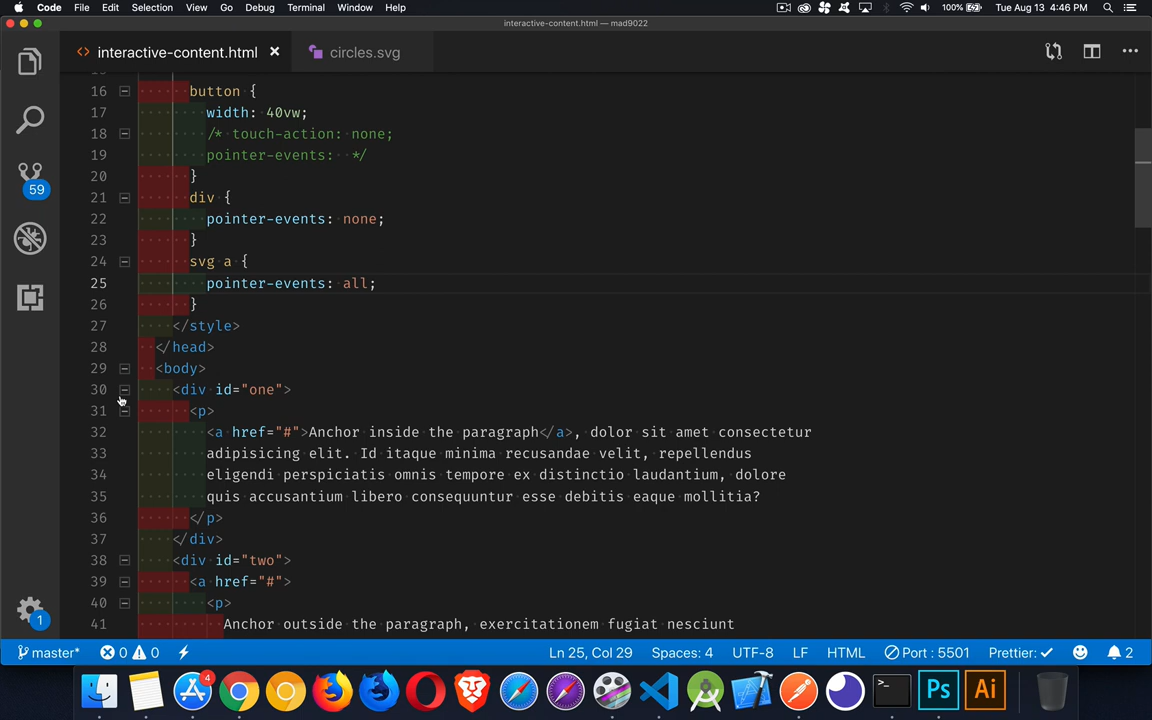 Code File Edit Selection View Go Debug Terminal Window Help 100% Tue Aug 13 4:46 PM
interactive-content.html — mad9022
<> interactive-content.html × circles.svg
16 button {
17 width: 40vw;
18 /* touch-action: none;
19 pointer-events: */
20 }
21 div {
22 pointer-events: none;
23 }
24 svg a {
25 pointer-events: all;
26 }
27 </style>
28 </head>
29 <body>
30 <div id="one">
31 <p>
32 <a href="#">Anchor inside the paragraph</a>, dolor sit amet consectetur
33 adipisicing elit. Id itaque minima recusandae velit, repellendus
34 eligendi perspiciatis omnis tempore ex distinctio laudantium, dolore
35 quis accusantium libero consequuntur esse debitis eaque mollitia?
36 </p>
37 </div>
38 <div id="two">
39 <a href="#">
40 <p>
41 Anchor outside the paragraph, exercitationem fugiat nesciunt
59
1
master* 0 0 Ln 25, Col 29 Spaces: 4 UTF-8 LF HTML Port : 5501 Prettier: ✓ 2
4
>_
Ps
Ai